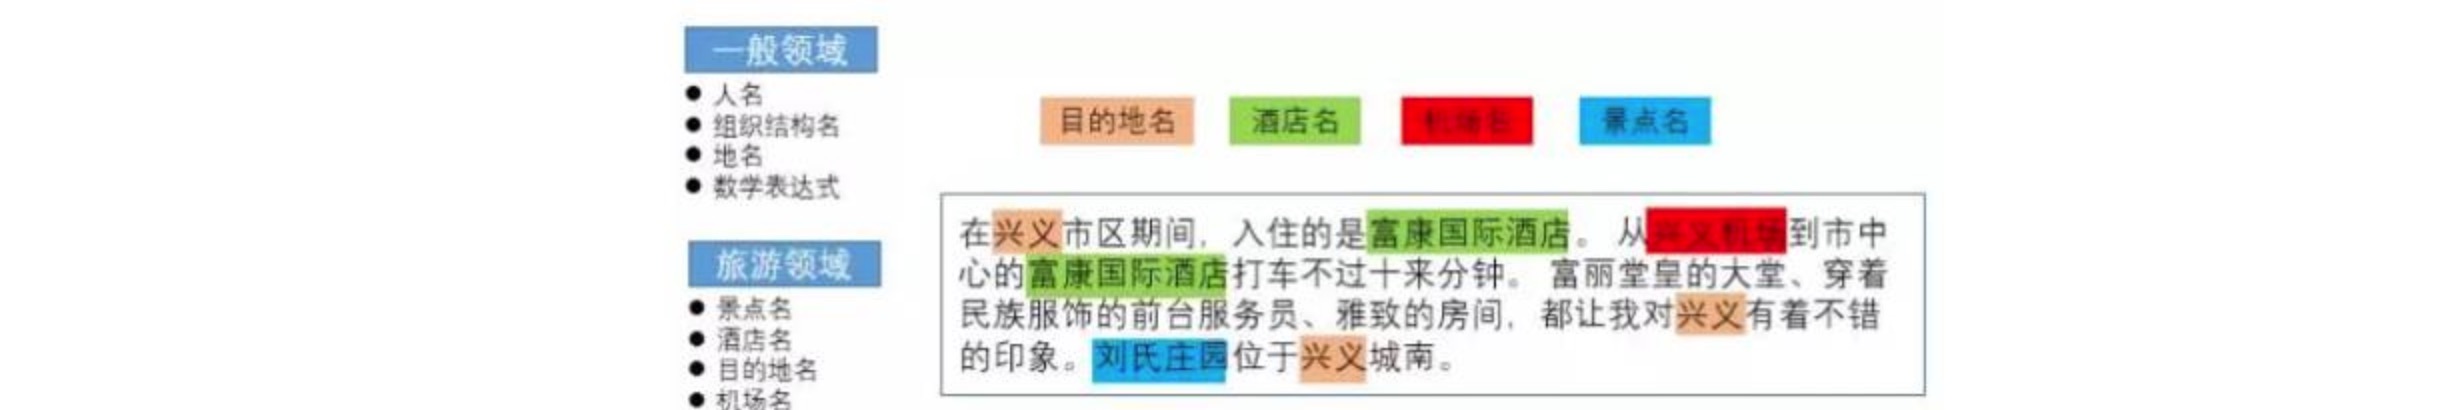 一般领域
● 人名
● 组织结构名
● 地名
● 数学表达式
旅游领域
● 景点名
● 酒店名
● 目的地名
● 机场名
目的地名 酒店名 机场名 景点名
在兴义市区期间，入住的是富康国际酒店。 从兴义机场到市中
心的富康国际酒店打车不过十来分钟。 富丽堂皇的大堂、穿着
民族服饰的前台服务员、雅致的房间，都让我对兴义有着不错
的印象。刘氏庄园位于兴义城南。